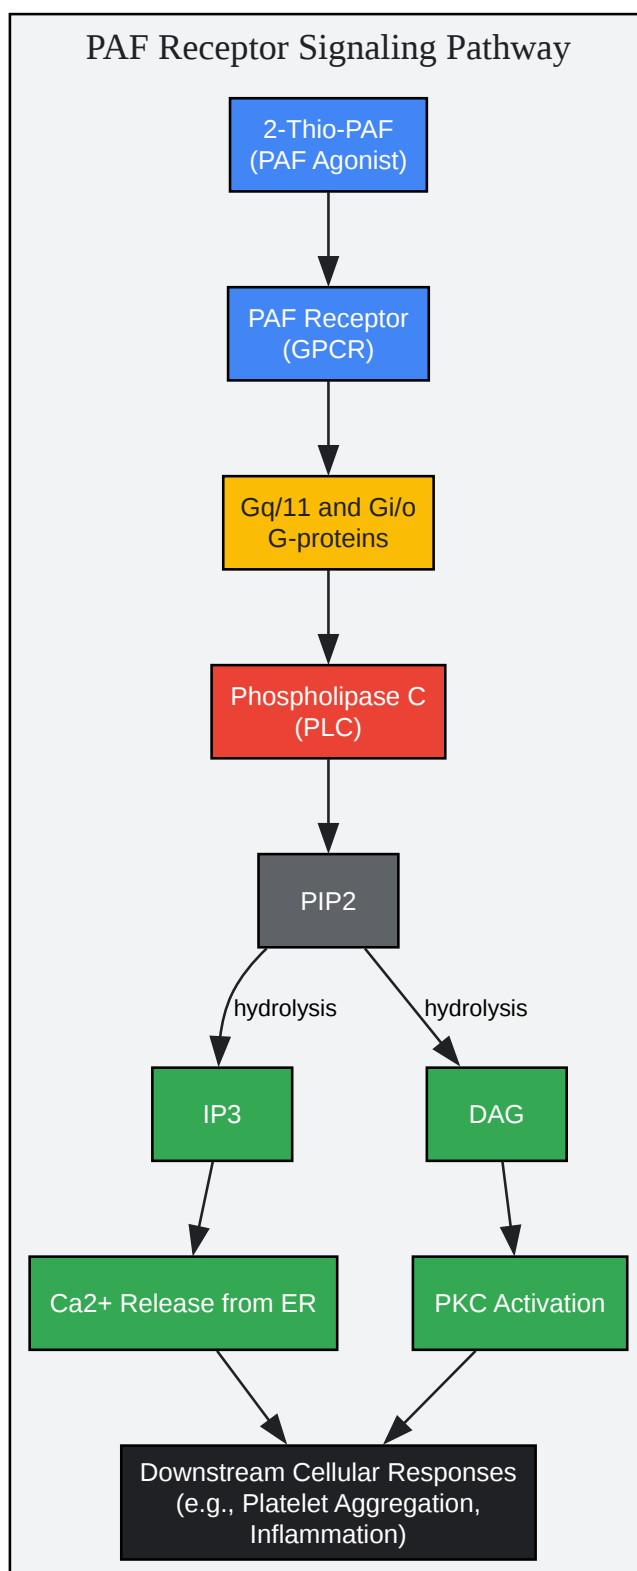 PAF Receptor Signaling Pathway
2-Thio-PAF
(PAF Agonist)
PAF Receptor
(GPCR)
Gq/11 and Gi/o
G-proteins
Phospholipase C
(PLC)
PIP2
hydrolysis
hydrolysis
IP3
DAG
Ca2+ Release from ER
PKC Activation
Downstream Cellular Responses
(e.g., Platelet Aggregation,
Inflammation)